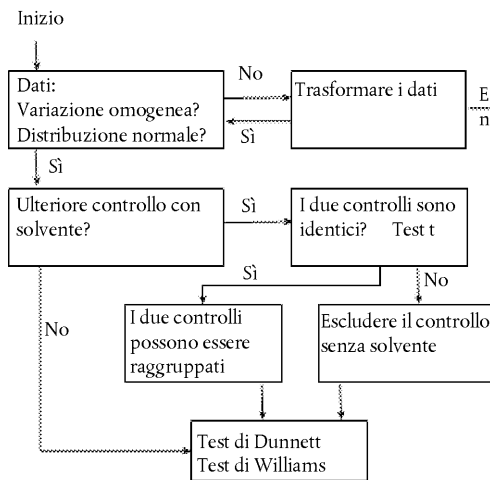 Inizio
Dati:
Variazione omogenea?
Distribuzione normale?
No
Sì
Trasformare i dati
E
n
Sì
Ulteriore controllo con
solvente?
Sì
I due controlli sono
identici? Test t
Sì
No
No
I due controlli
possono essere
raggruppati
Escludere il controllo
senza solvente
Test di Dunnett
Test di Williams